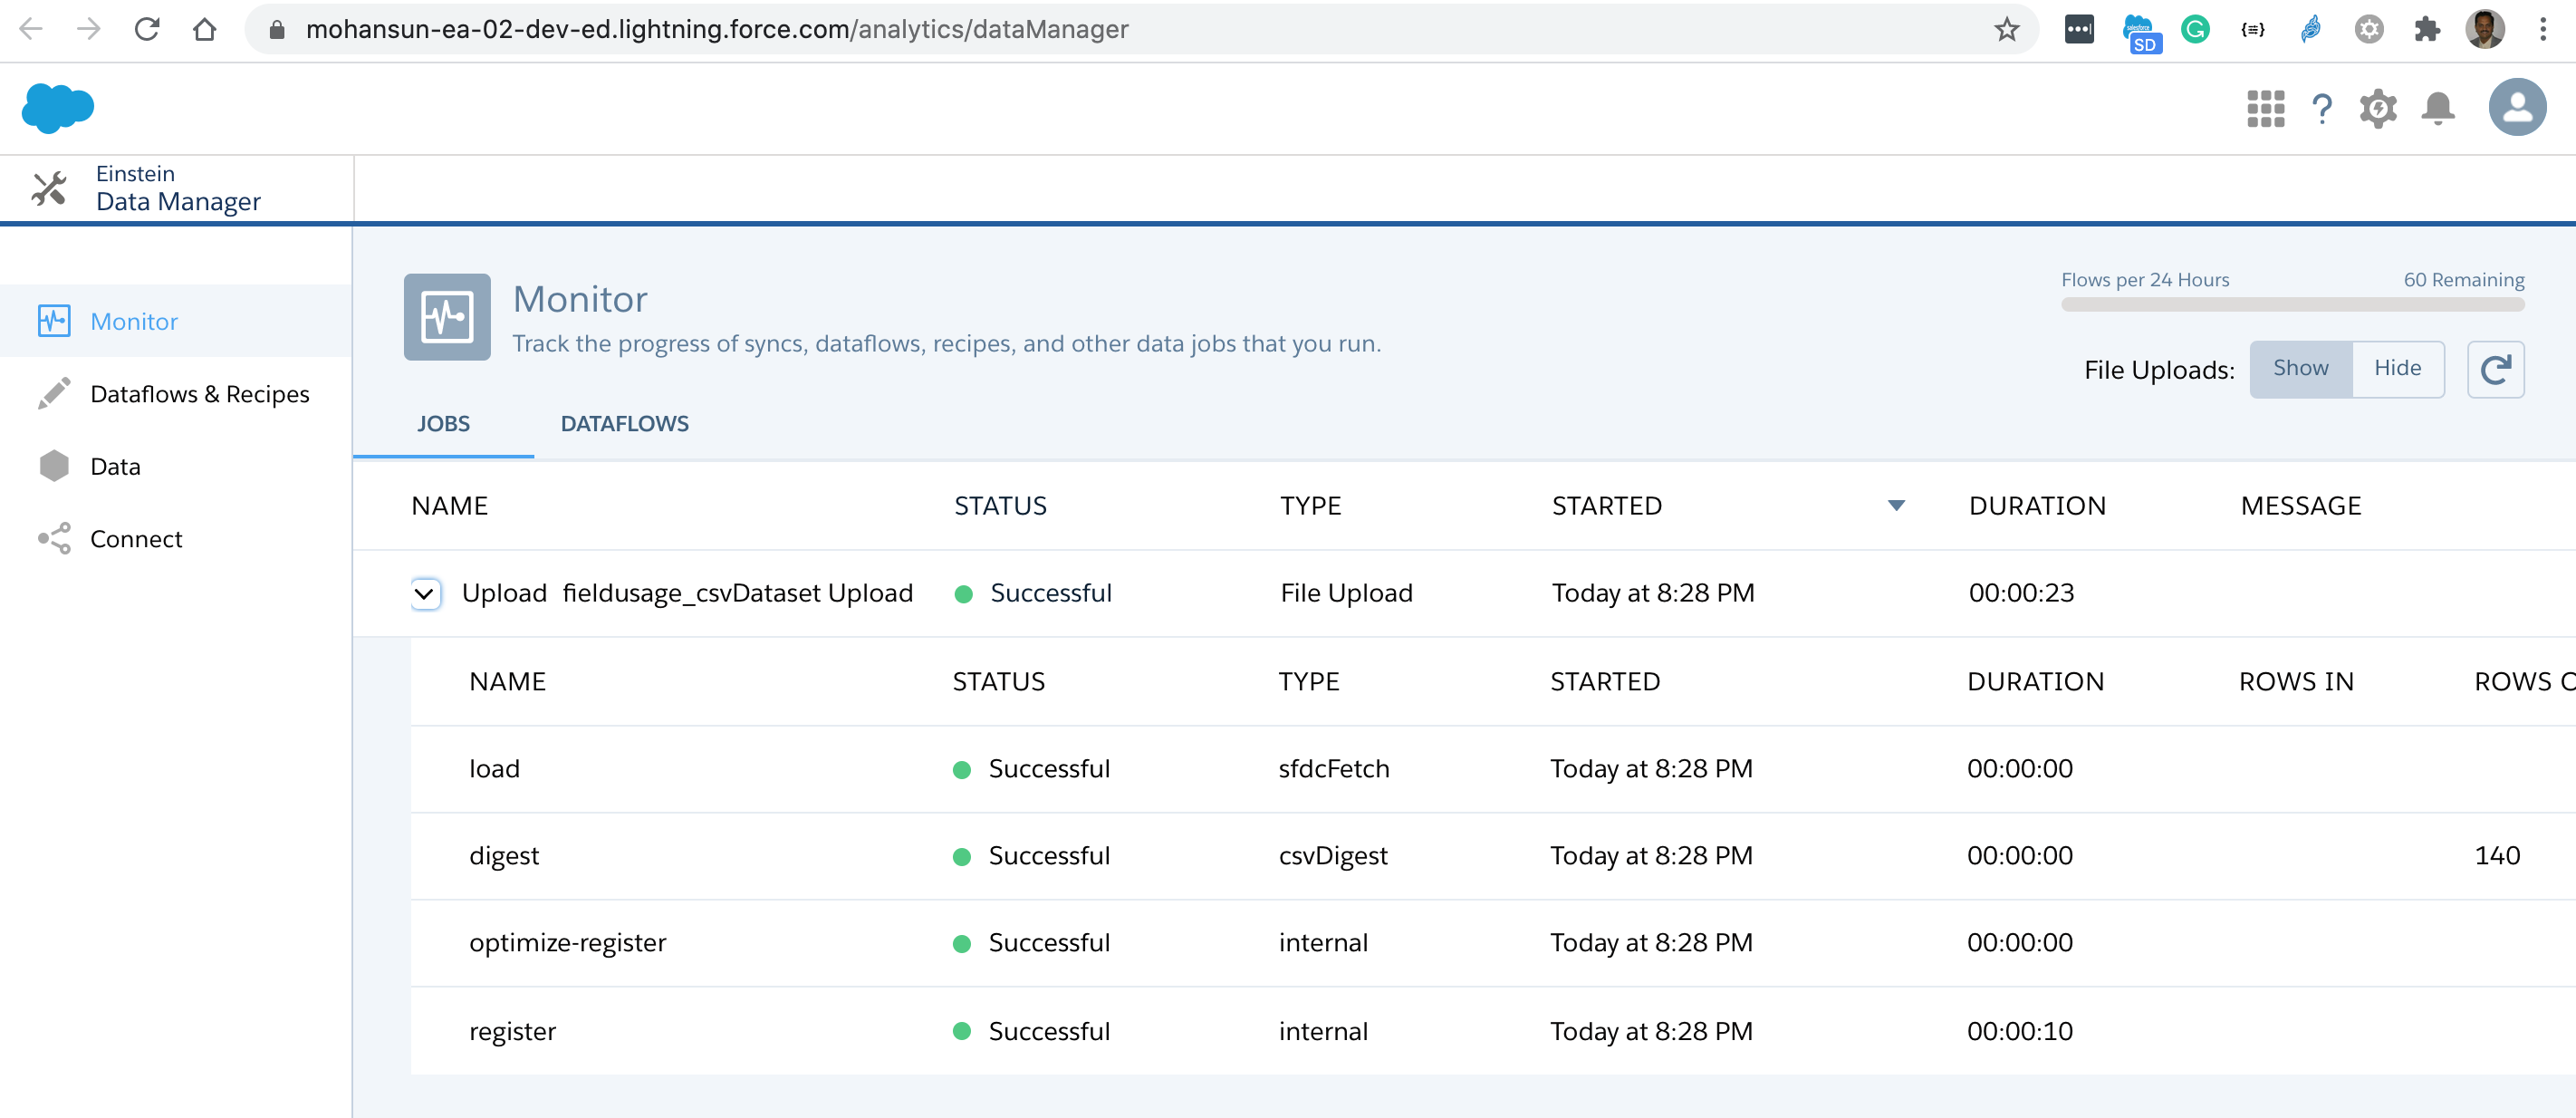 mohansun-ea-02-dev-ed.lightning.force.com/analytics/dataManager
SD
Einstein
Data Manager
Monitor
Dataflows & Recipes
Data
Connect
Monitor
Track the progress of syncs, dataflows, recipes, and other data jobs that you run.
Flows per 24 Hours 60 Remaining
File Uploads: Show Hide
JOBS DATAFLOWS
NAME STATUS TYPE STARTED DURATION MESSAGE
Upload fieldusage_csvDataset Upload Successful File Upload Today at 8:28 PM 00:00:23
NAME STATUS TYPE STARTED DURATION ROWS IN ROWS O
load Successful sfdcFetch Today at 8:28 PM 00:00:00
digest Successful csvDigest Today at 8:28 PM 00:00:00 140
optimize-register Successful internal Today at 8:28 PM 00:00:00
register Successful internal Today at 8:28 PM 00:00:10